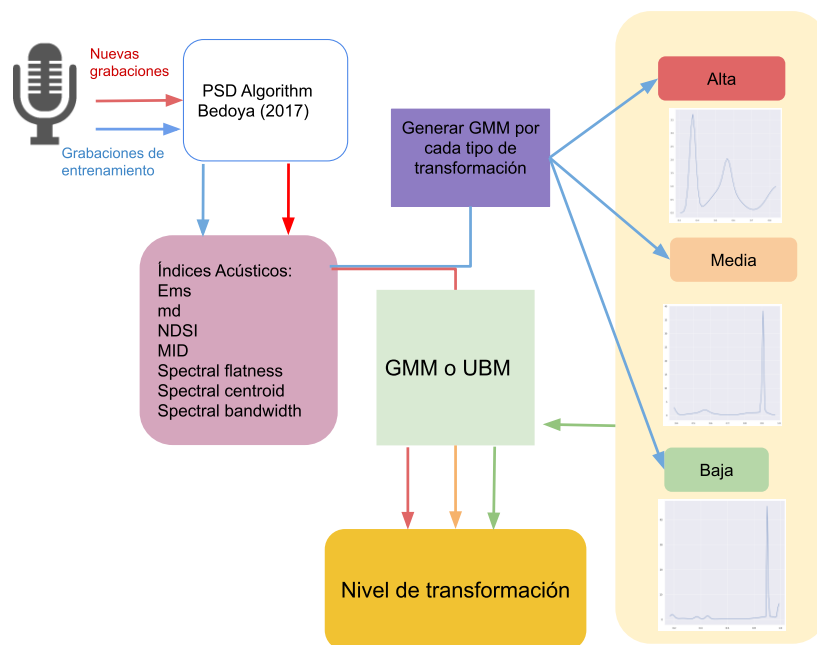 Nuevas
grabaciones
Grabaciones de
entrenamiento
PSD Algorithm
Bedoya (2017)
Generar GMM por
cada tipo de
transformación
Alta
Media
Baja
Índices Acústicos:
Ems
md
NDSI
MID
Spectral flatness
Spectral centroid
Spectral bandwidth
GMM o UBM
Nivel de transformación